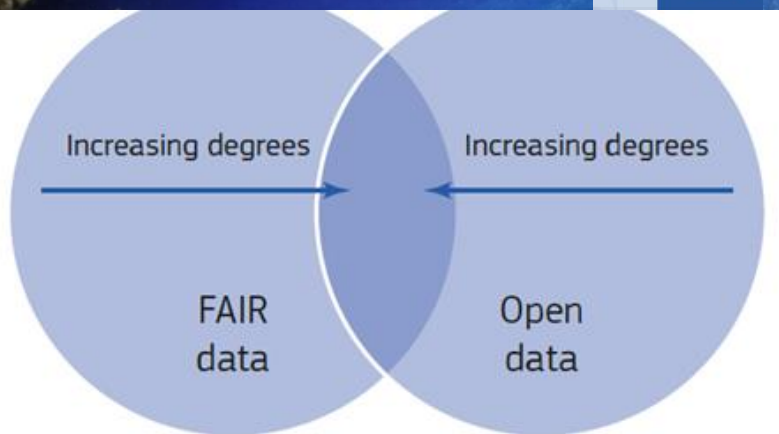 Increasing degrees
Increasing degrees
FAIR
data
Open
data